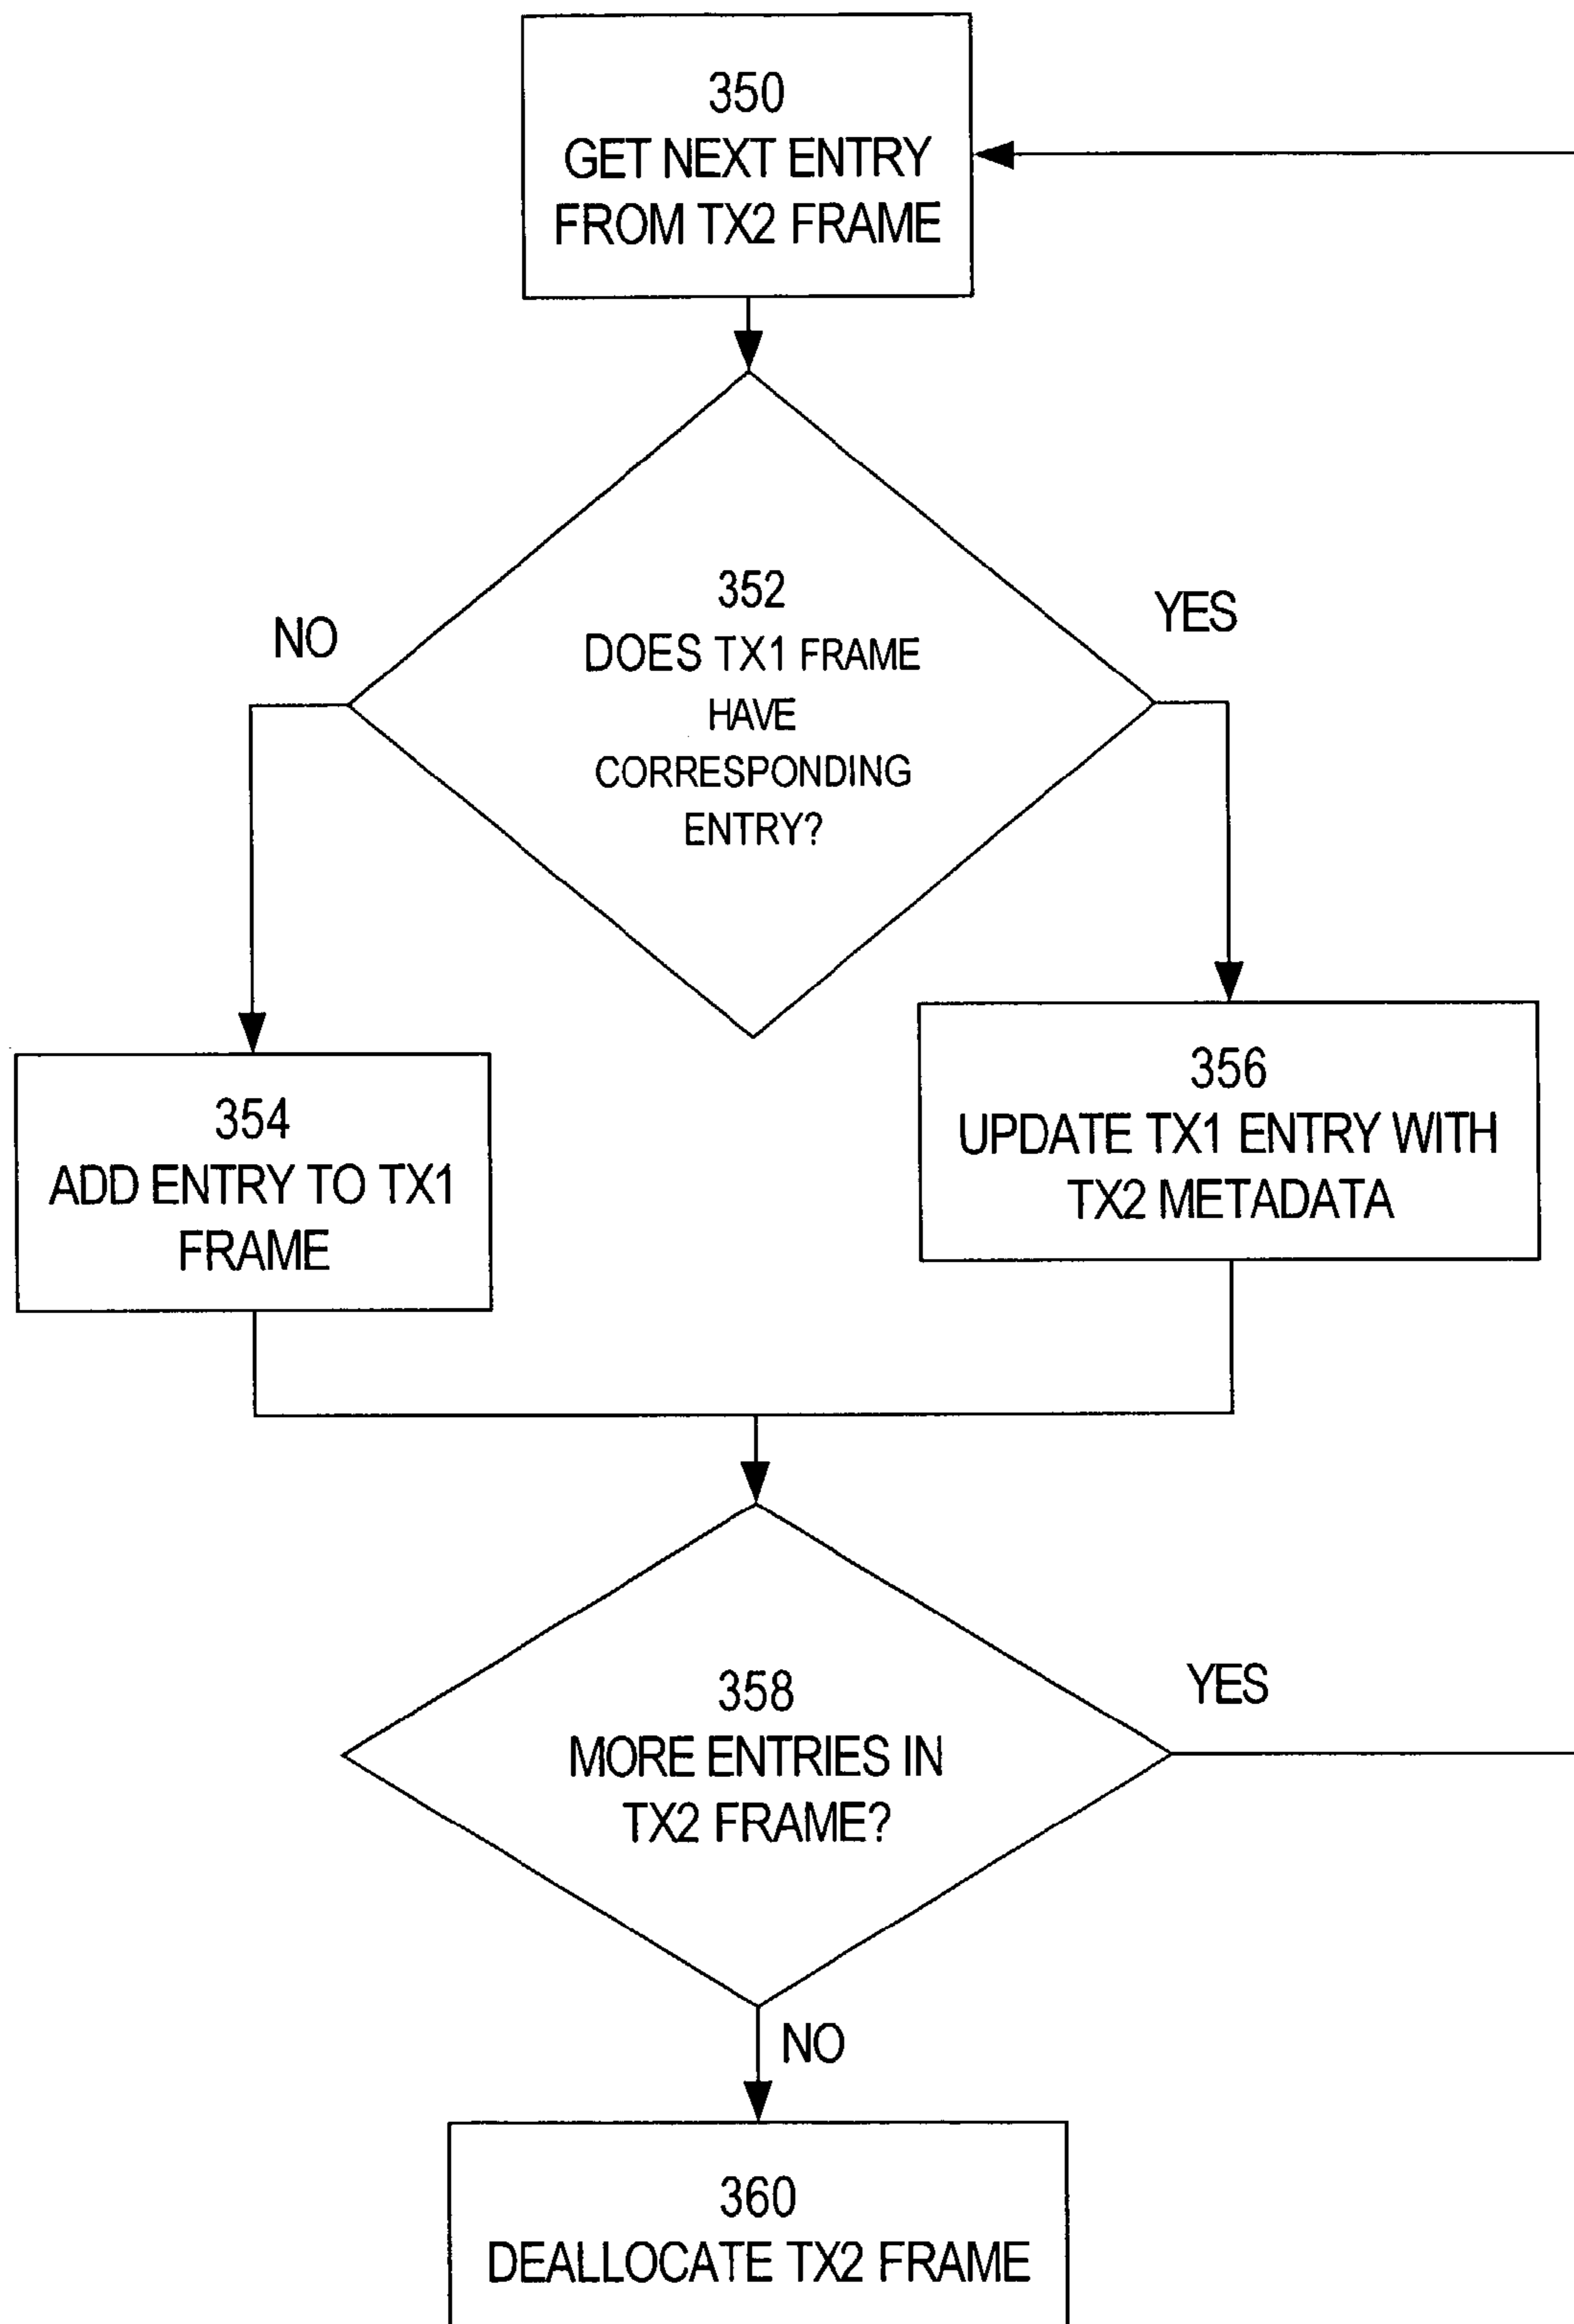 350
GET NEXT ENTRY
FROM TX2 FRAME
352
DOES TX1 FRAME
HAVE
CORRESPONDING
ENTRY?
NO
YES
354
ADD ENTRY TO TX1
FRAME
356
UPDATE TX1 ENTRY WITH
TX2 METADATA
358
MORE ENTRIES IN
TX2 FRAME?
YES
NO
360
DEALLOCATE TX2 FRAME